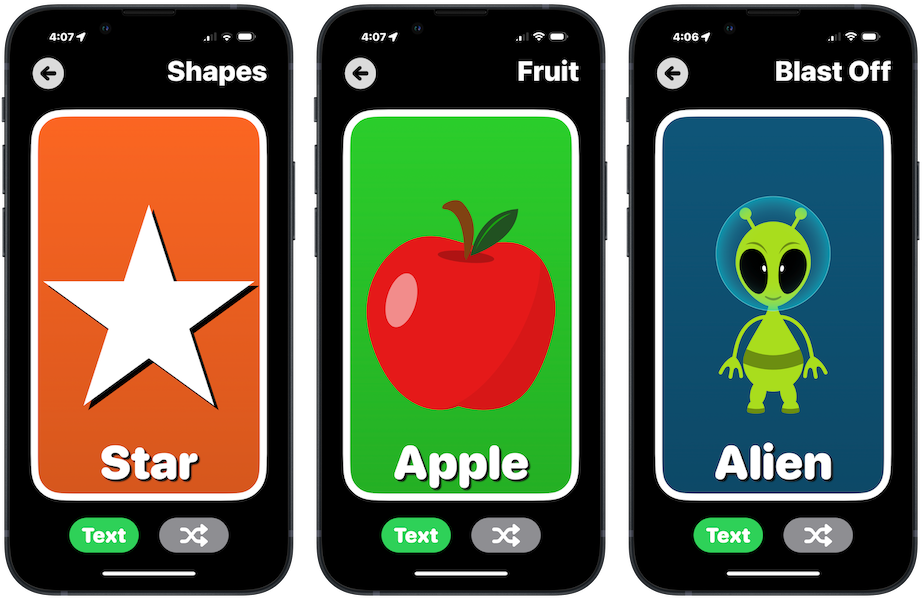 4:07
Shapes
Star
Text
4:07
Fruit
Apple
Text
4:06
Blast Off
Alien
Text